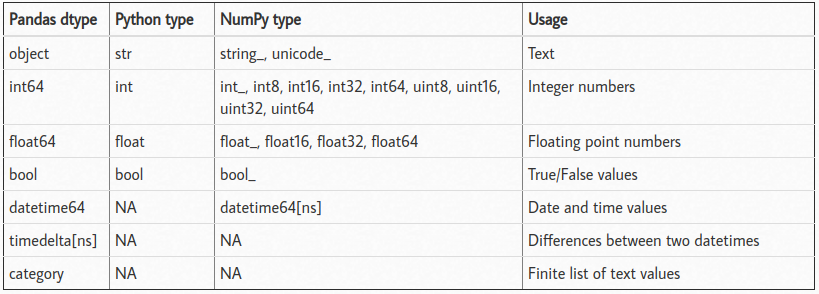 Pandas dtype Python type NumPy type Usage
object str string_, unicode_ Text
int64 int int_, int8, int16, int32, int64, uint8, uint16, Integer numbers
uint32, uint64
float64 float float_, float16, float32, float64 Floating point numbers
bool bool bool_ True/False values
datetime64 NA datetime64[ns] Date and time values
timedelta[ns] NA NA Differences between two datetimes
category NA NA Finite list of text values